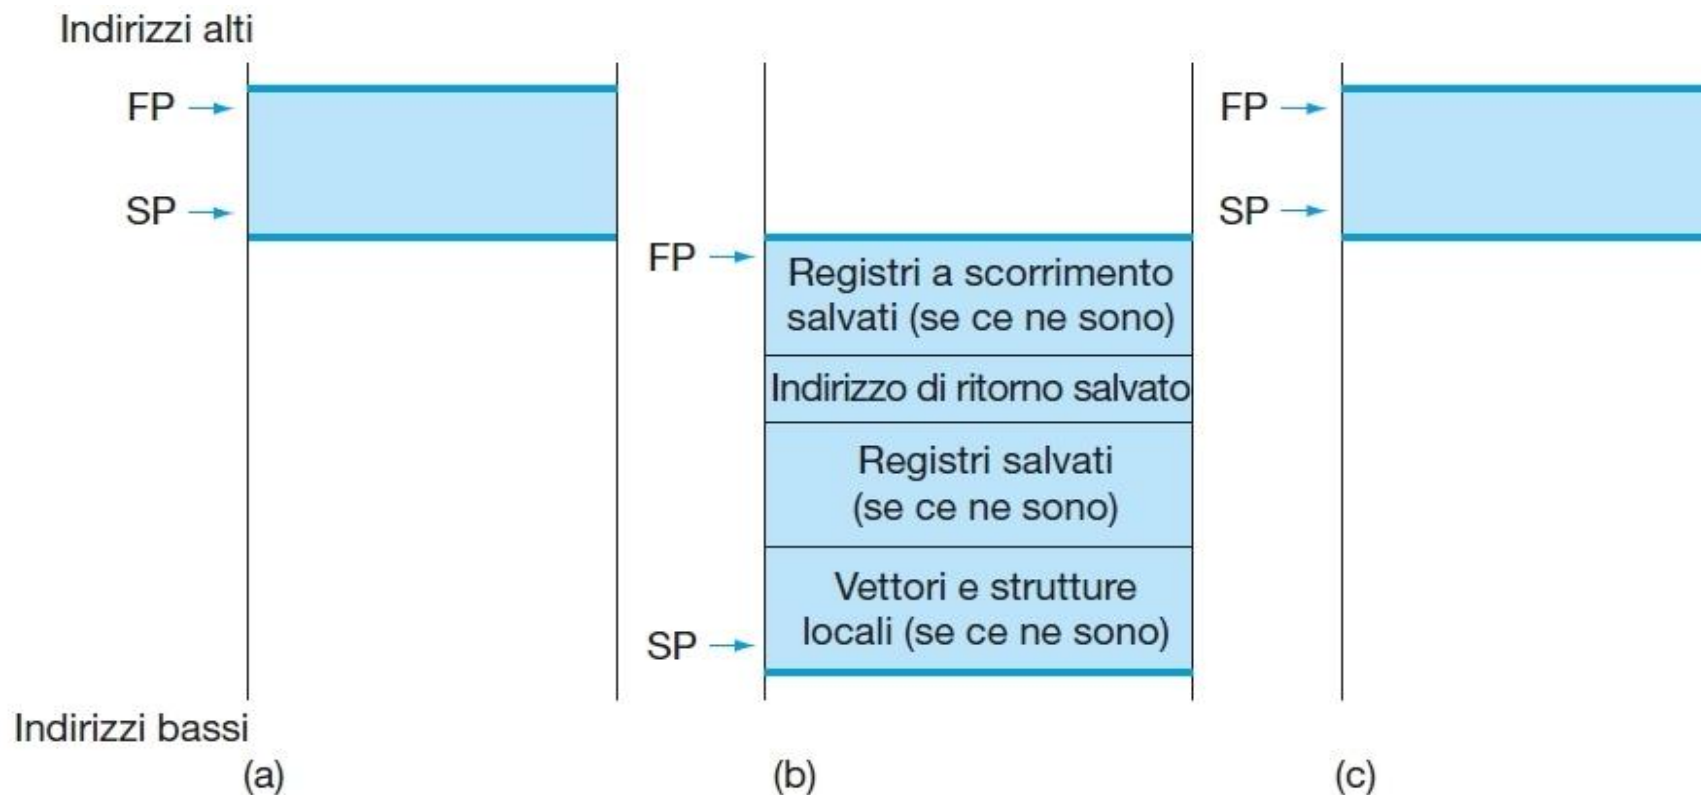 Indirizzi alti
FP
SP
FP
Registri a scorrimento
salvati (se ce ne sono)
Indirizzo di ritorno salvato
Registri salvati
(se ce ne sono)
Vettori e strutture
locali (se ce ne sono)
SP
FP
SP
Indirizzi bassi
(a)
(b)
(c)